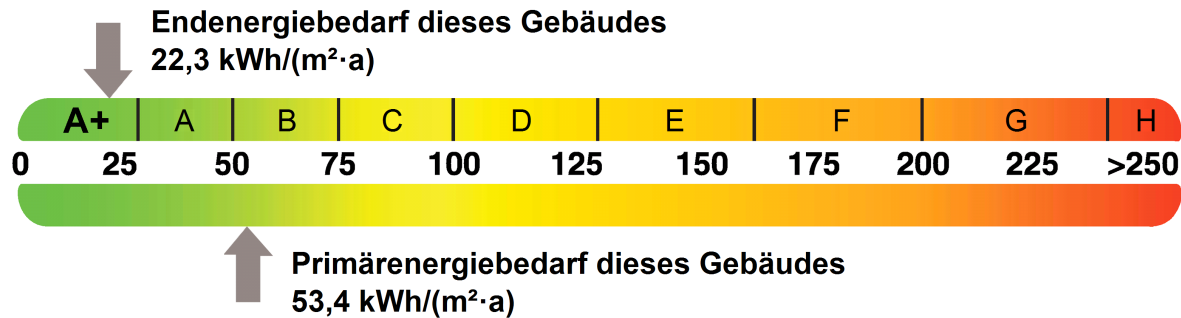 Endenergiebedarf dieses Gebäudes
22,3 kWh/(m²·a)
A+ A B C D E F G H
0 25 50 75 100 125 150 175 200 225 >250
Primärenergiebedarf dieses Gebäudes
53,4 kWh/(m²·a)